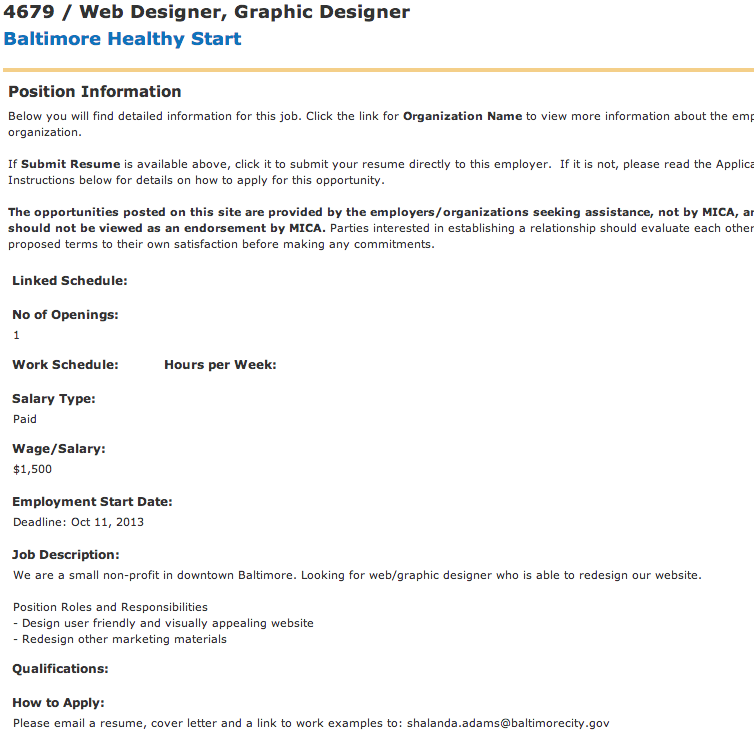 4679 / Web Designer, Graphic Designer
Baltimore Healthy Start
Position Information
Below you will find detailed information for this job. Click the link for Organization Name to view more information about the emp
organization.
If Submit Resume is available above, click it to submit your resume directly to this employer.  If it is not, please read the Applica
Instructions below for details on how to apply for this opportunity.
The opportunities posted on this site are provided by the employers/organizations seeking assistance, not by MICA, an
should not be viewed as an endorsement by MICA. Parties interested in establishing a relationship should evaluate each other
proposed terms to their own satisfaction before making any commitments.
Linked Schedule:
No of Openings:
1
Work Schedule: Hours per Week:
Salary Type:
Paid
Wage/Salary:
$1,500
Employment Start Date:
Deadline: Oct 11, 2013
Job Description:
We are a small non-profit in downtown Baltimore. Looking for web/graphic designer who is able to redesign our website.
Position Roles and Responsibilities
- Design user friendly and visually appealing website
- Redesign other marketing materials
Qualifications:
How to Apply:
Please email a resume, cover letter and a link to work examples to: shalanda.adams@baltimorecity.gov